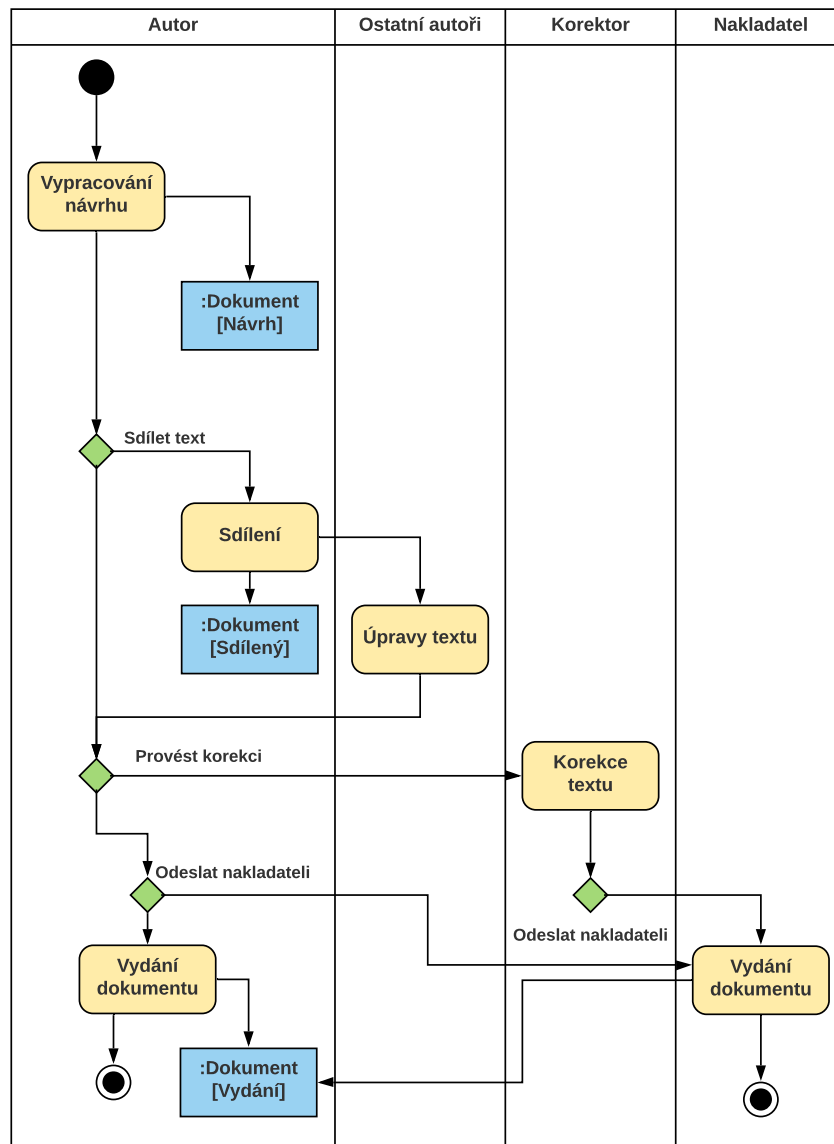 Autor
Ostatní autoři
Korektor
Nakladatel
Vypracování
návrhu
:Dokument
[Návrh]
Sdílet text
Sdílení
:Dokument
[Sdílený]
Úpravy textu
Provést korekci
Korekce
textu
Odeslat nakladateli
Odeslat nakladateli
Vydání
dokumentu
Vydání
dokumentu
:Dokument
[Vydání]